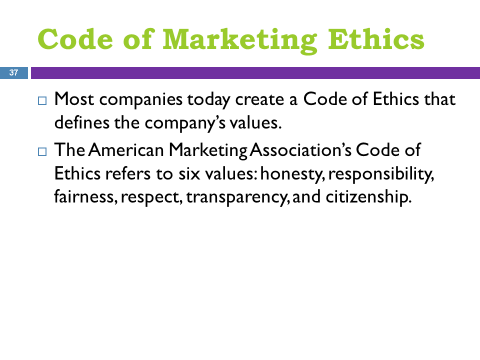 Code of Marketing Ethics
37
Most companies today create a Code of Ethics that
defines the company's values.
The American Marketing Association's Code of
Ethics refers to six values: honesty, responsibility,
fairness, respect, transparency, and citizenship.